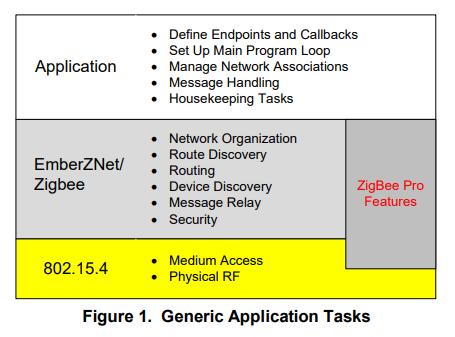 Application
• Define Endpoints and Callbacks
• Set Up Main Program Loop
• Manage Network Associations
• Message Handling
• Housekeeping Tasks
EmberZNet/
Zigbee
• Network Organization
• Route Discovery
• Routing
• Device Discovery
• Message Relay
• Security
ZigBee Pro
Features
802.15.4
• Medium Access
• Physical RF
Figure 1. Generic Application Tasks